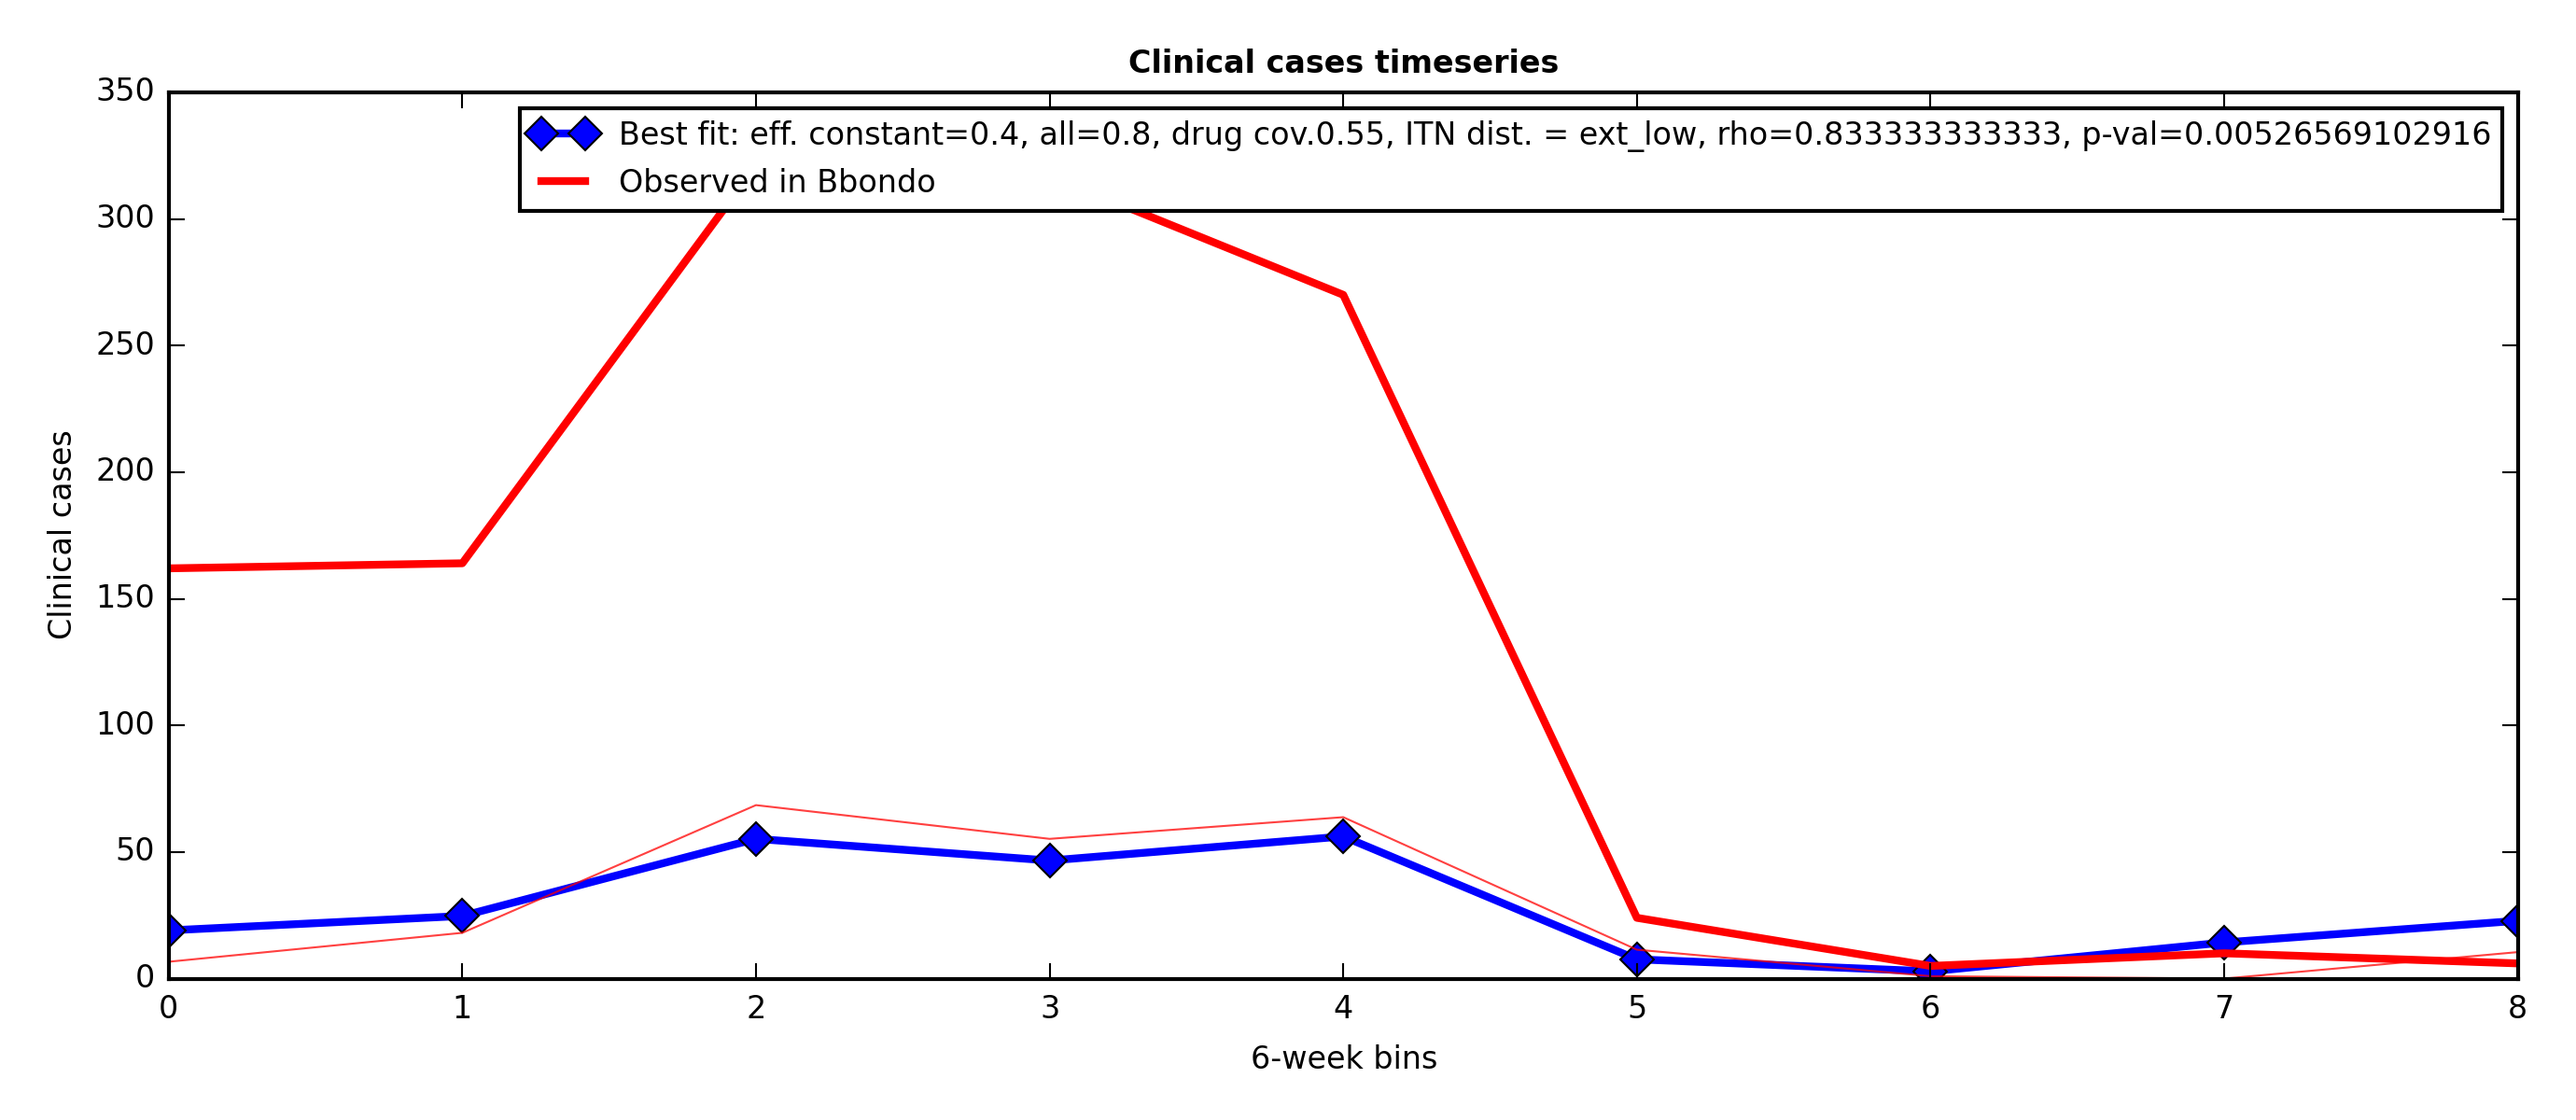 Clinical cases timeseries
Best fit: eff. constant=0.4, all=0.8, drug cov.0.55, ITN dist. = ext_low, rho=0.833333333333, p-val=0.00526569102916
Observed in Bbondo
350
300
250
200
150
100
50
0
Clinical cases
0 1 2 3 4 5 6 7 8
6-week bins